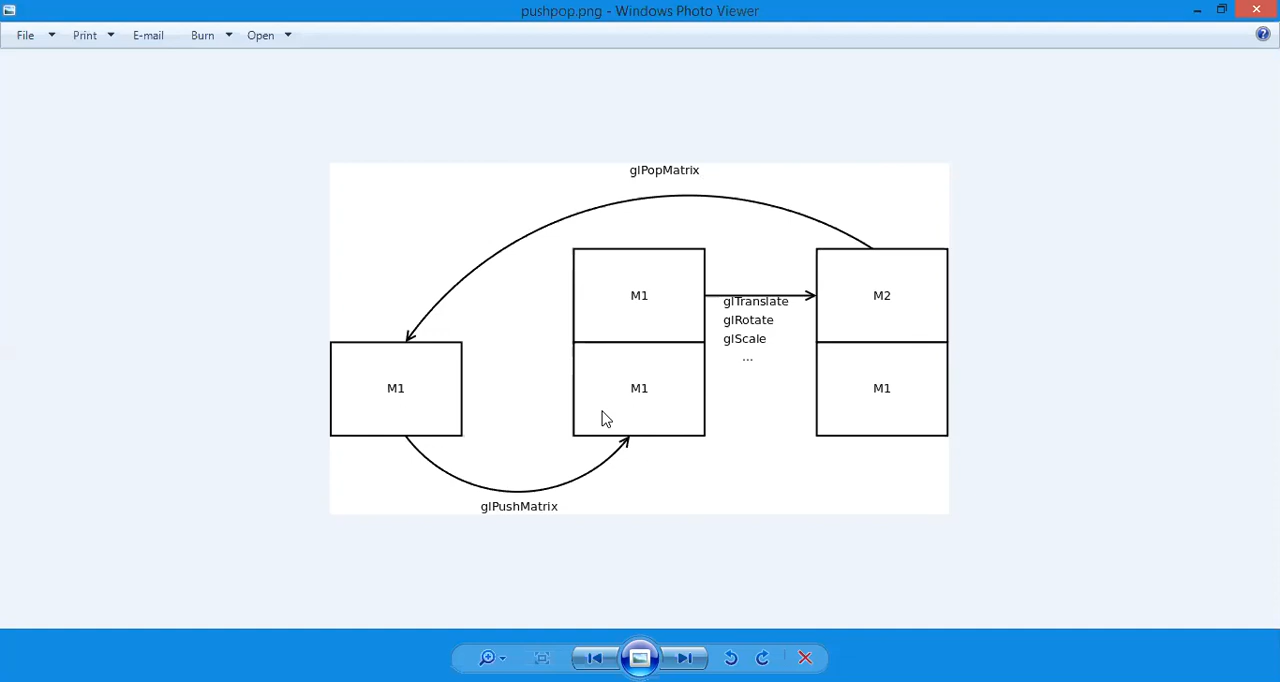 pushpop.png - Windows Photo Viewer
File Print E-mail Burn Open
glPopMatrix
M1 M2
glTranslate
glRotate
glScale
...
M1 M1 M1
glPushMatrix